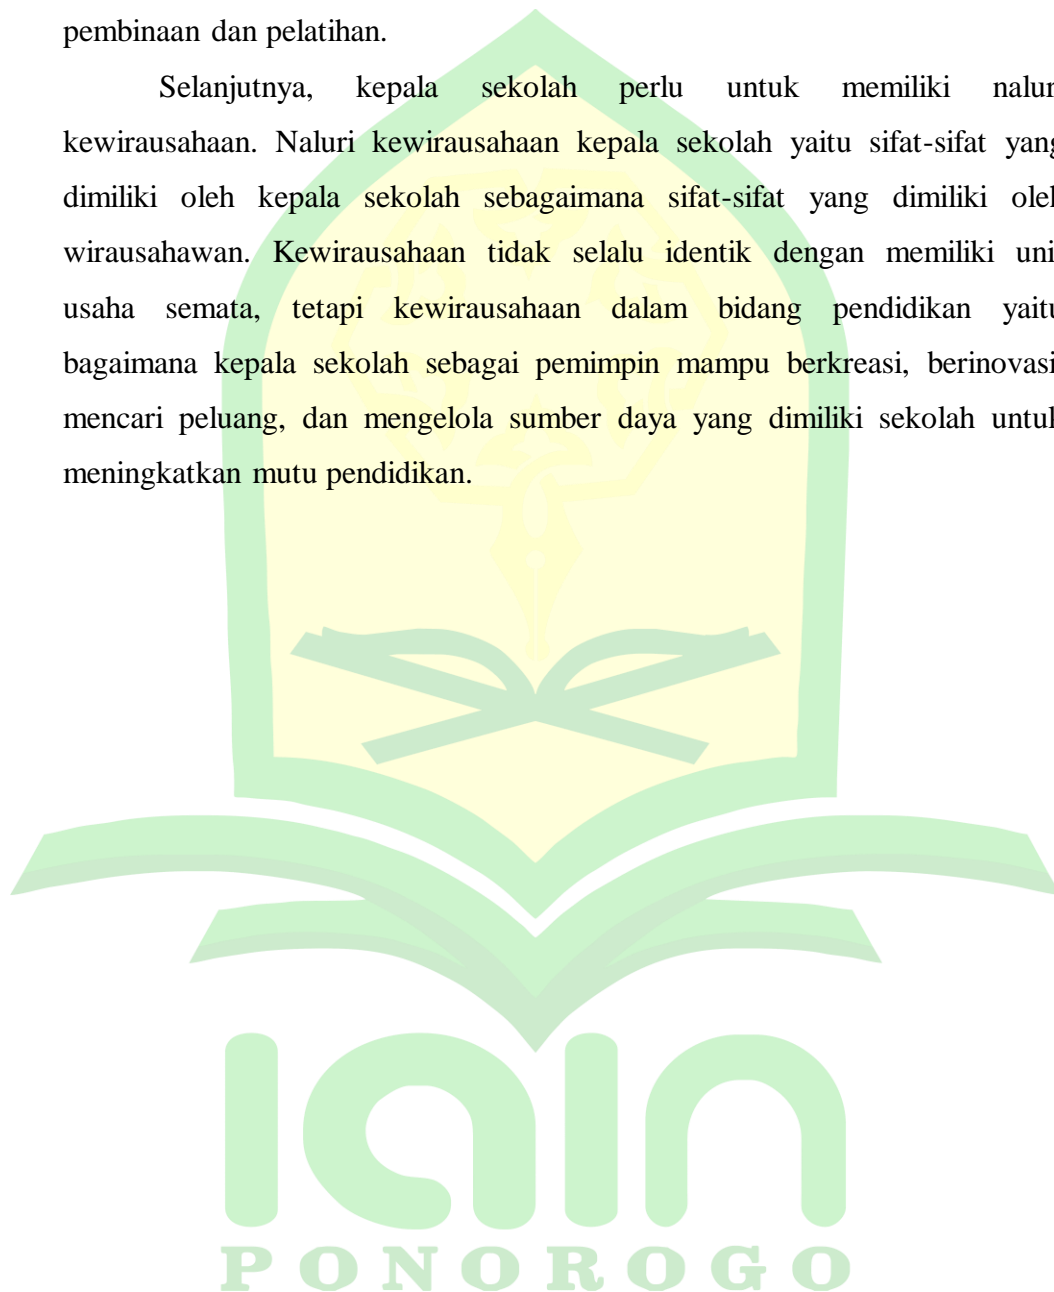 pembinaan dan pelatihan.
Selanjutnya, kepala sekolah perlu untuk memiliki nalur
kewirausahaan. Naluri kewirausahaan kepala sekolah yaitu sifat-sifat yang
dimiliki oleh kepala sekolah sebagaimana sifat-sifat yang dimiliki oleh
wirausahawan. Kewirausahaan tidak selalu identik dengan memiliki uni
usaha semata, tetapi kewirausahaan dalam bidang pendidikan yaitu
bagaimana kepala sekolah sebagai pemimpin mampu berkreasi, berinovasi
mencari peluang, dan mengelola sumber daya yang dimiliki sekolah untuk
meningkatkan mutu pendidikan.
IAIN
PONOROGO